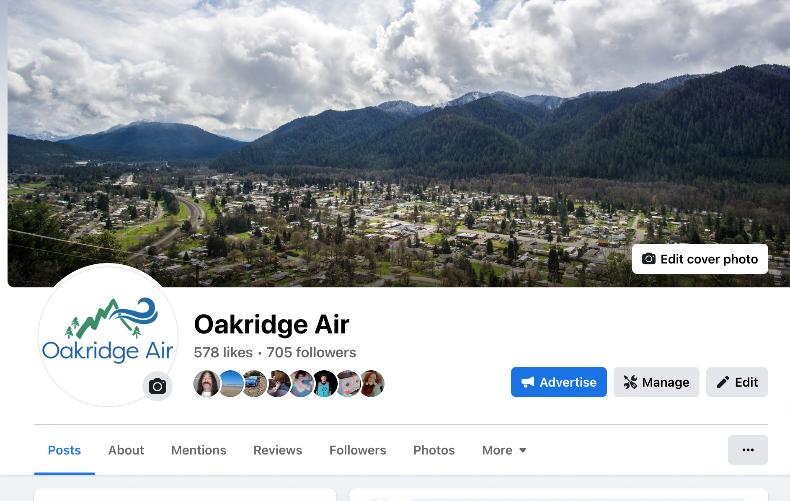 Edit cover photo
Oakridge Air
Oakridge Air
578 likes • 705 followers
Advertise
Manage
Edit
Posts
About
Mentions
Reviews
Followers
Photos
More